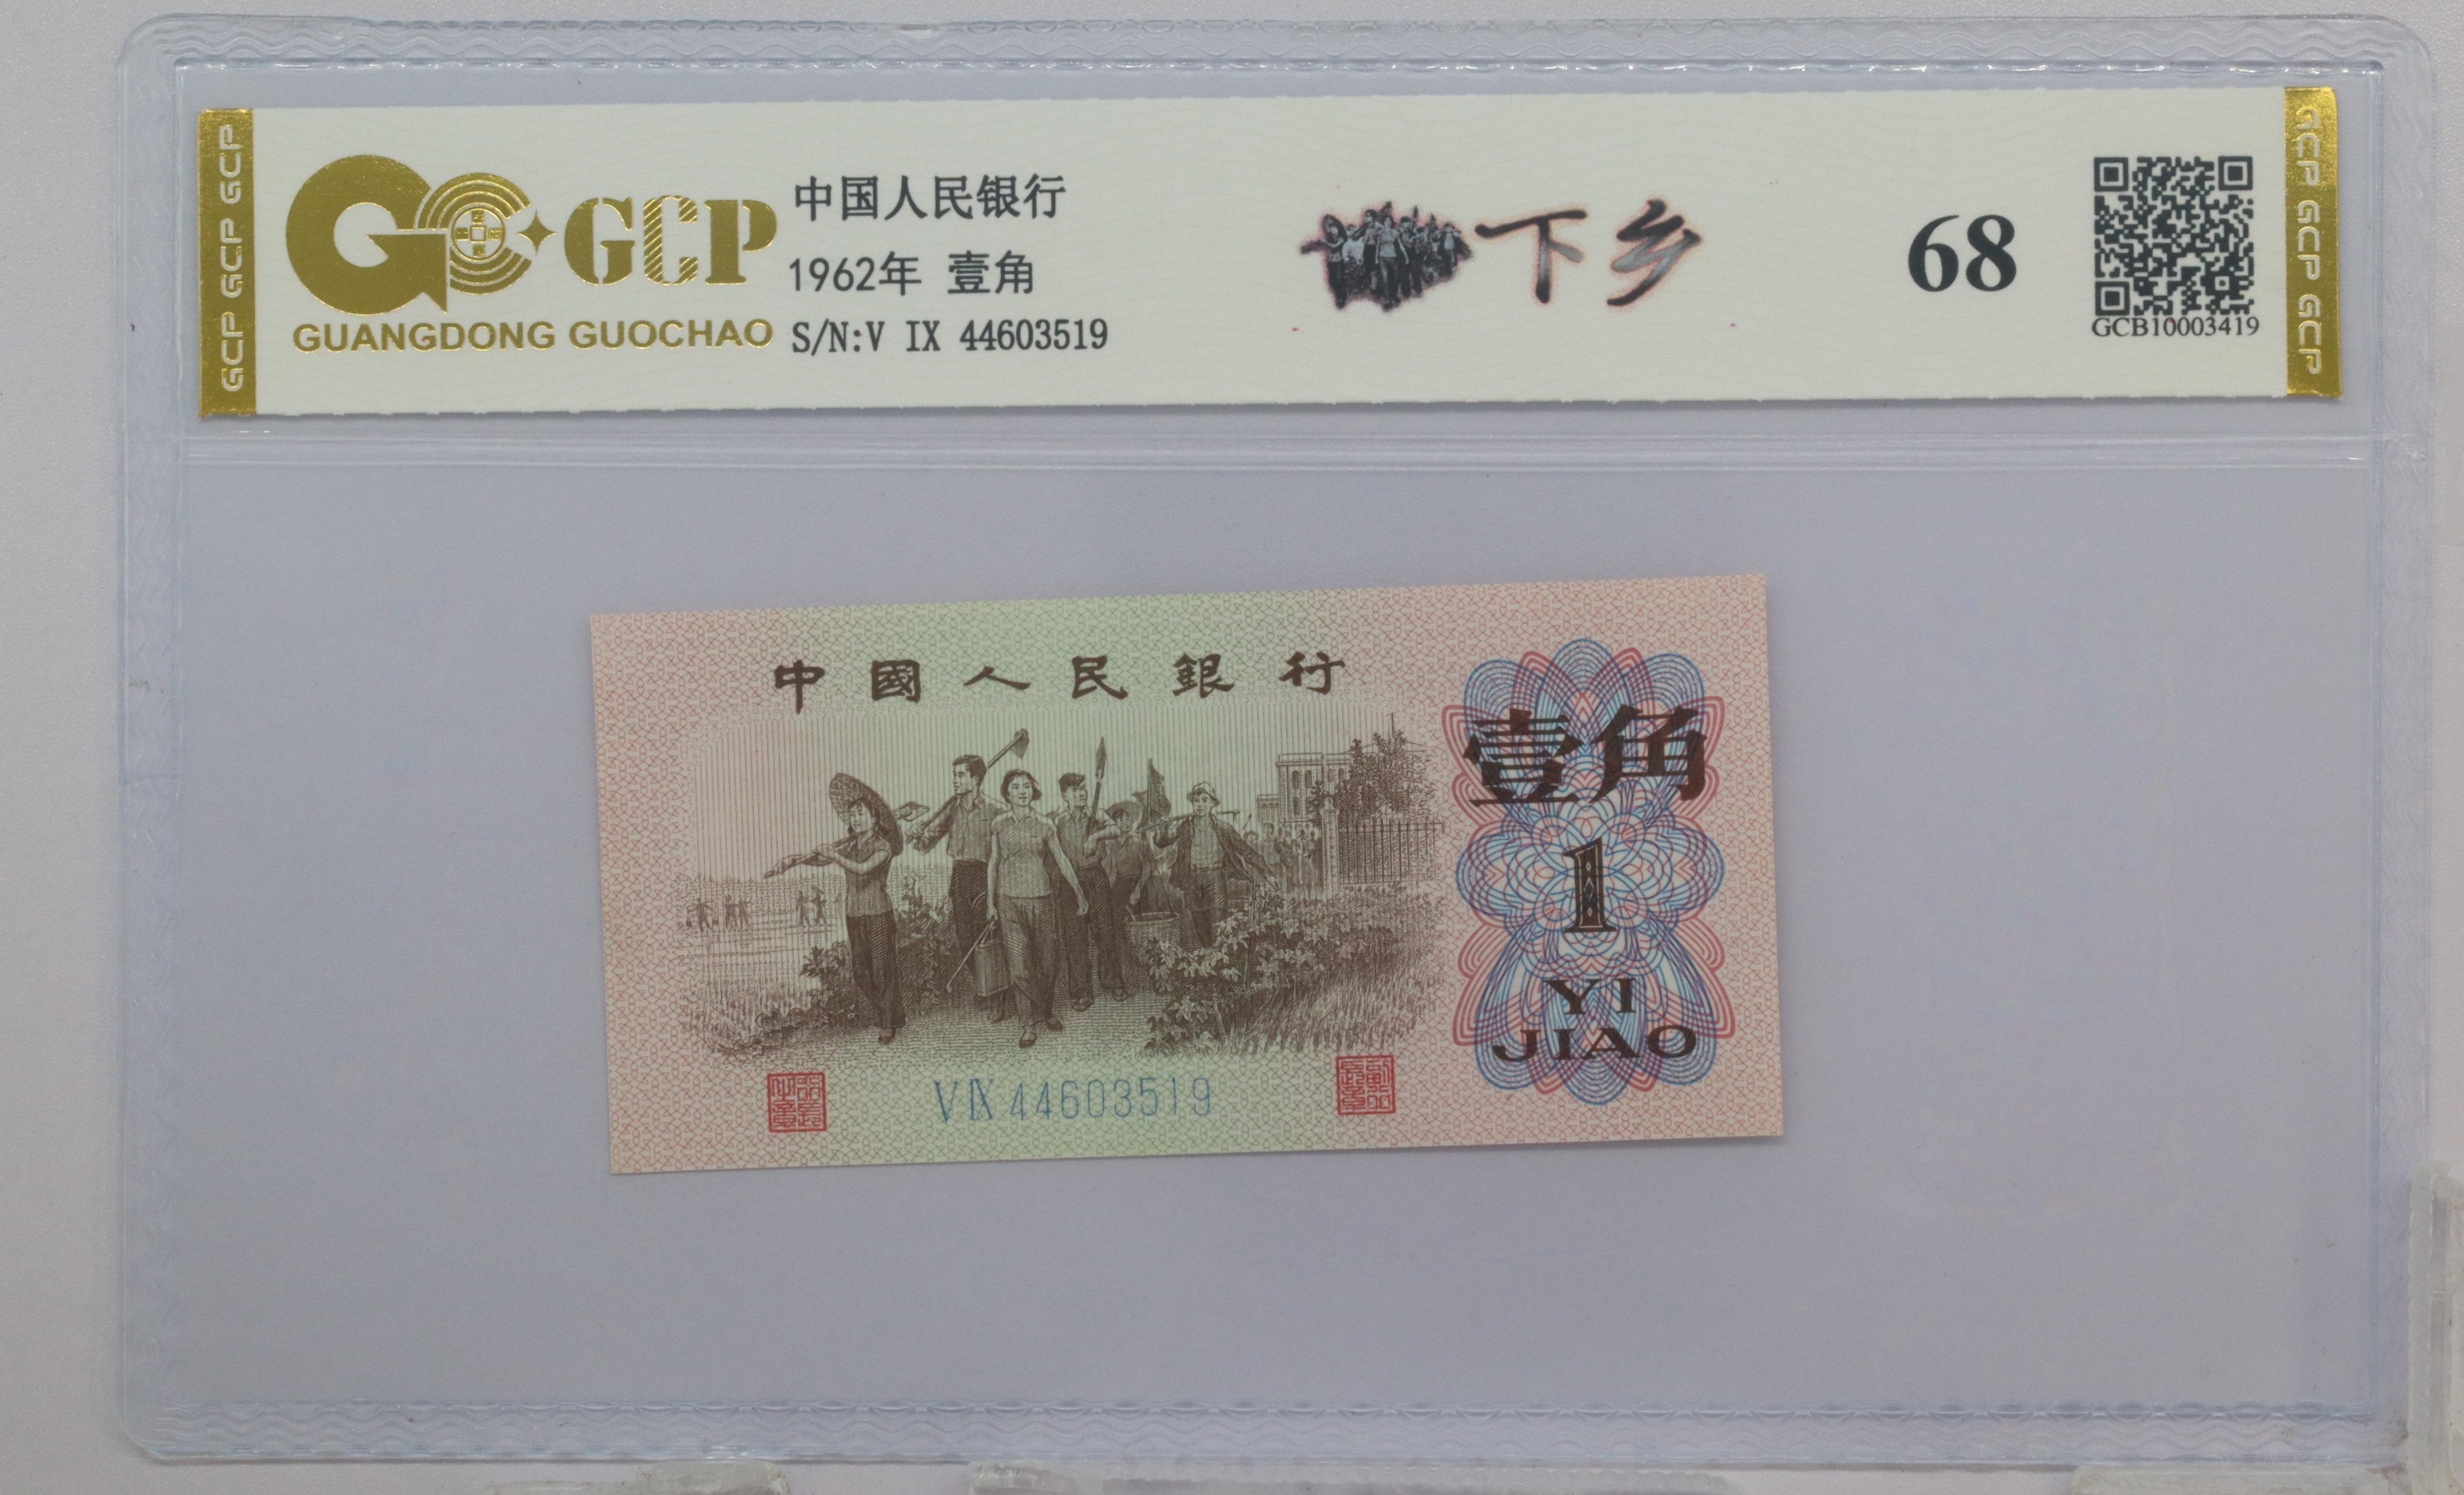 GCP GCP GCP
GCP
GUANGDONG GUOCHAO
中国人民银行
1962年 壹角
S/N:V IX 44603519
下乡
68
GCB10003419
GCP GCP GCP
中國人民銀行
壹角
1
YI
JIAO
V IX 44603519